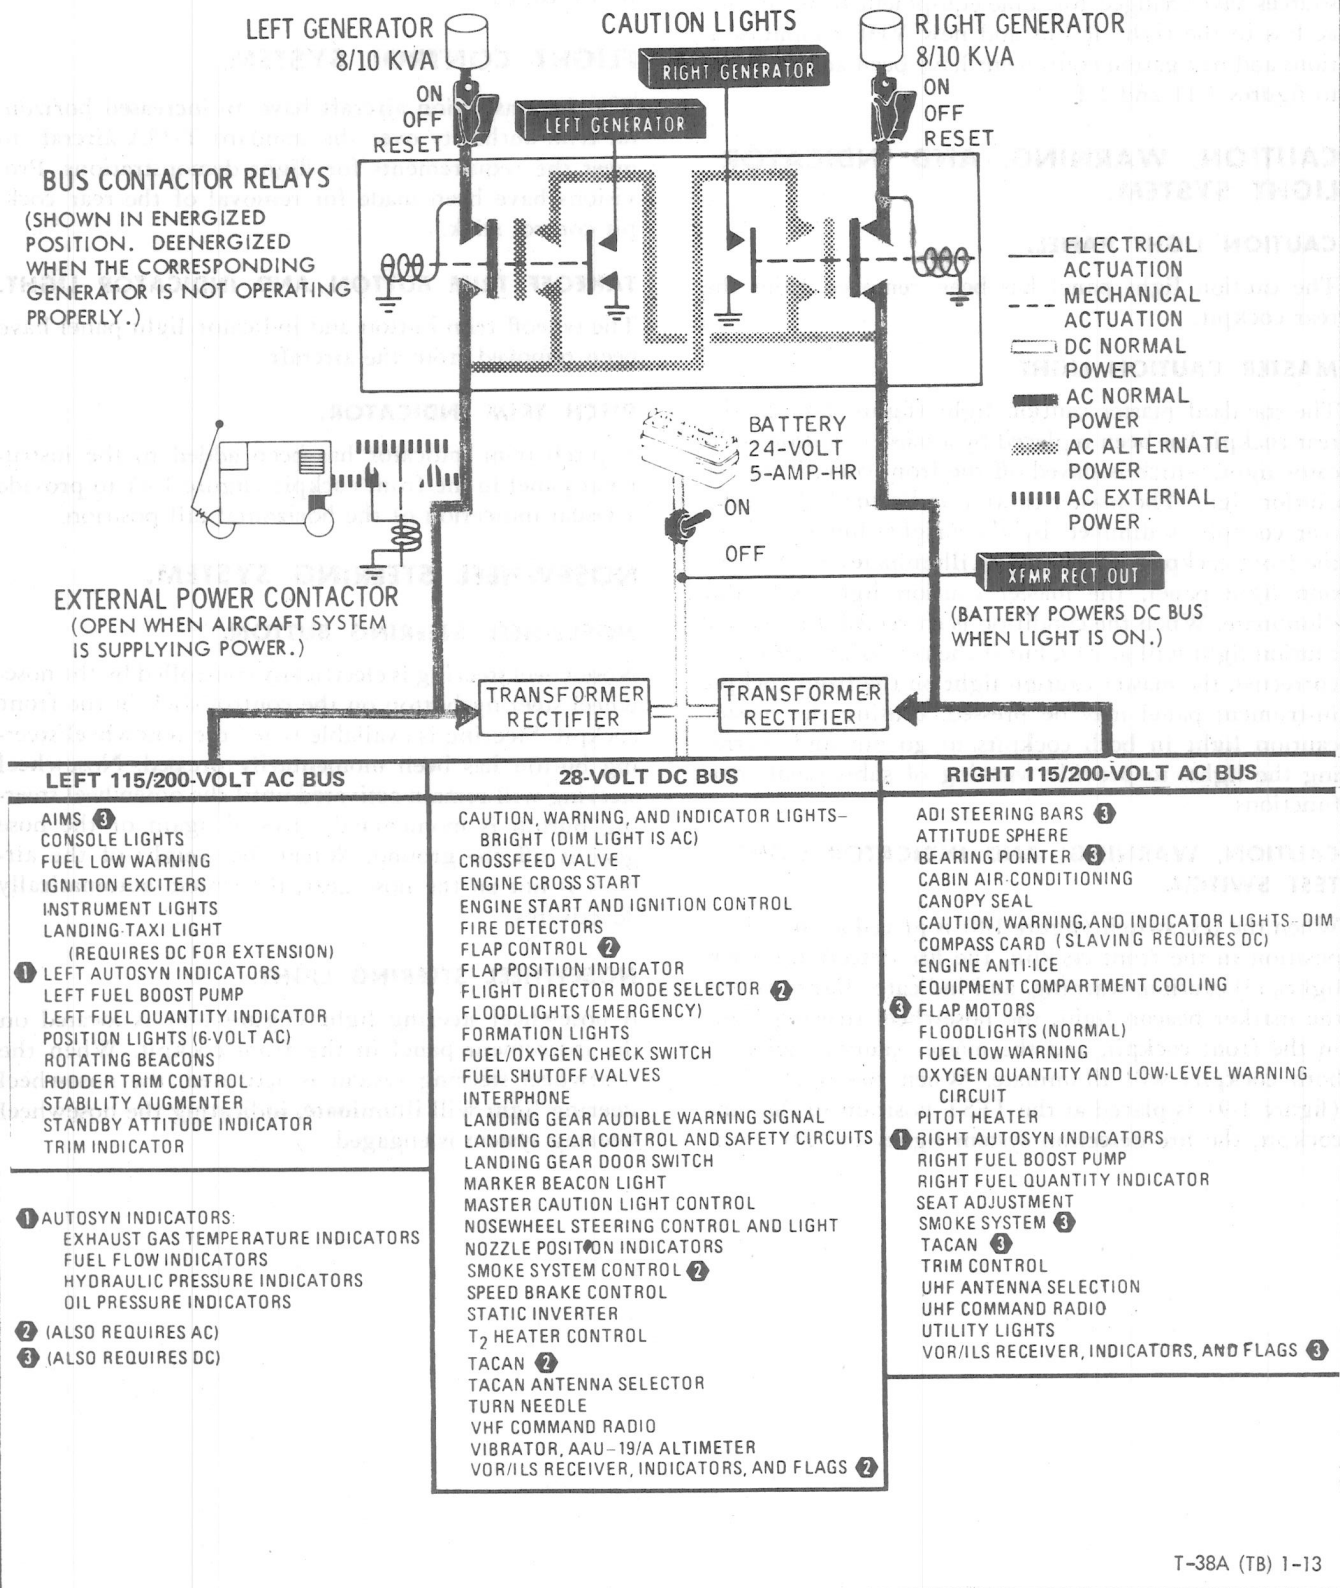 LEFT GENERATOR
8/10 KVA
ON
OFF
RESET
CAUTION LIGHTS
RIGHT GENERATOR
LEFT GENERATOR
RIGHT GENERATOR
8/10 KVA
ON
OFF
RESET
BUS CONTACTOR RELAYS
(SHOWN IN ENERGIZED
POSITION. DEENERGIZED
WHEN THE CORRESPONDING
GENERATOR IS NOT OPERATING
PROPERLY.)
ELECTRICAL
ACTUATION
MECHANICAL
ACTUATION
DC NORMAL
POWER
AC NORMAL
POWER
AC ALTERNATE
POWER
AC EXTERNAL
POWER
BATTERY
24-VOLT
5-AMP-HR
ON
OFF
XFMR RECT OUT
(BATTERY POWERS DC BUS
WHEN LIGHT IS ON.)
EXTERNAL POWER CONTACTOR
(OPEN WHEN AIRCRAFT SYSTEM
IS SUPPLYING POWER.)
TRANSFORMER
RECTIFIER
TRANSFORMER
RECTIFIER
LEFT 115/200-VOLT AC BUS
AIMS 3
CONSOLE LIGHTS
FUEL LOW WARNING
IGNITION EXCITERS
INSTRUMENT LIGHTS
LANDING-TAXI LIGHT
(REQUIRES DC FOR EXTENSION)
1 LEFT AUTOSYN INDICATORS
LEFT FUEL BOOST PUMP
LEFT FUEL QUANTITY INDICATOR
POSITION LIGHTS (6-VOLT AC)
ROTATING BEACONS
RUDDER TRIM CONTROL
STABILITY AUGMENTER
STANDBY ATTITUDE INDICATOR
TRIM INDICATOR
1 AUTOSYN INDICATORS:
EXHAUST GAS TEMPERATURE INDICATORS
FUEL FLOW INDICATORS
HYDRAULIC PRESSURE INDICATORS
OIL PRESSURE INDICATORS
2 (ALSO REQUIRES AC)
3 (ALSO REQUIRES DC)
28-VOLT DC BUS
CAUTION, WARNING, AND INDICATOR LIGHTS-
BRIGHT (DIM LIGHT IS AC)
CROSSFEED VALVE
ENGINE CROSS START
ENGINE START AND IGNITION CONTROL
FIRE DETECTORS
FLAP CONTROL 2
FLAP POSITION INDICATOR
FLIGHT DIRECTOR MODE SELECTOR 2
FLOODLIGHTS (EMERGENCY)
FORMATION LIGHTS
FUEL/OXYGEN CHECK SWITCH
FUEL SHUTOFF VALVES
INTERPHONE
LANDING GEAR AUDIBLE WARNING SIGNAL
LANDING GEAR CONTROL AND SAFETY CIRCUITS
LANDING GEAR DOOR SWITCH
MARKER BEACON LIGHT
MASTER CAUTION LIGHT CONTROL
NOSEWHEEL STEERING CONTROL AND LIGHT
NOZZLE POSITION INDICATORS
SMOKE SYSTEM CONTROL 2
SPEED BRAKE CONTROL
STATIC INVERTER
T2 HEATER CONTROL
TACAN 2
TACAN ANTENNA SELECTOR
TURN NEEDLE
VHF COMMAND RADIO
VIBRATOR, AAU-19/A ALTIMETER
VOR/ILS RECEIVER, INDICATORS, AND FLAGS 2
RIGHT 115/200-VOLT AC BUS
ADI STEERING BARS 3
ATTITUDE SPHERE
BEARING POINTER 3
CABIN AIR-CONDITIONING
CANOPY SEAL
CAUTION, WARNING, AND INDICATOR LIGHTS-DIM
COMPASS CARD (SLAVING REQUIRES DC)
ENGINE ANTI-ICE
EQUIPMENT COMPARTMENT COOLING
3 FLAP MOTORS
FLOODLIGHTS (NORMAL)
FUEL LOW WARNING
OXYGEN QUANTITY AND LOW-LEVEL WARNING
CIRCUIT
PITOT HEATER
1 RIGHT AUTOSYN INDICATORS
RIGHT FUEL BOOST PUMP
RIGHT FUEL QUANTITY INDICATOR
SEAT ADJUSTMENT
SMOKE SYSTEM 3
TACAN 3
TRIM CONTROL
UHF ANTENNA SELECTION
UHF COMMAND RADIO
UTILITY LIGHTS
VOR/ILS RECEIVER, INDICATORS, AND FLAGS 3
T-38A (TB) 1-13